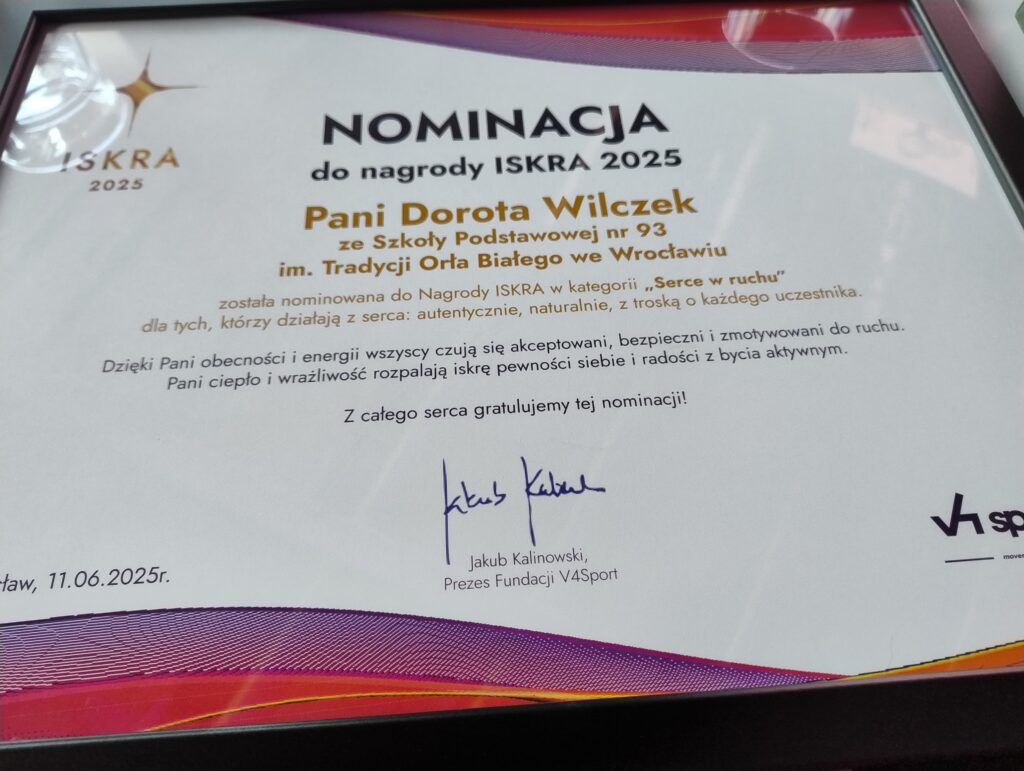 ISKRA
2025
NOMINACJA
do nagrody ISKRA 2025
Pani Dorota Wilczek
ze Szkoły Podstawowej nr 93
im. Tradycji Orła Białego we Wrocławiu
została nominowana do Nagrody ISKRA w kategorii „Serce w ruchu”
dla tych, którzy działają z serca: autentycznie, naturalnie, z troską o każdego uczestnika.
Dzięki Pani obecności i energii wszyscy czują się akceptowani, bezpieczni i zmotywowani do ruchu.
Pani ciepło i wrażliwość rozpalają iskrę pewności siebie i radości z bycia aktywnym.
Z całego serca gratulujemy tej nominacji!
Jakub Kalinowski,
Prezes Fundacji V4Sport
11.06.2025r.